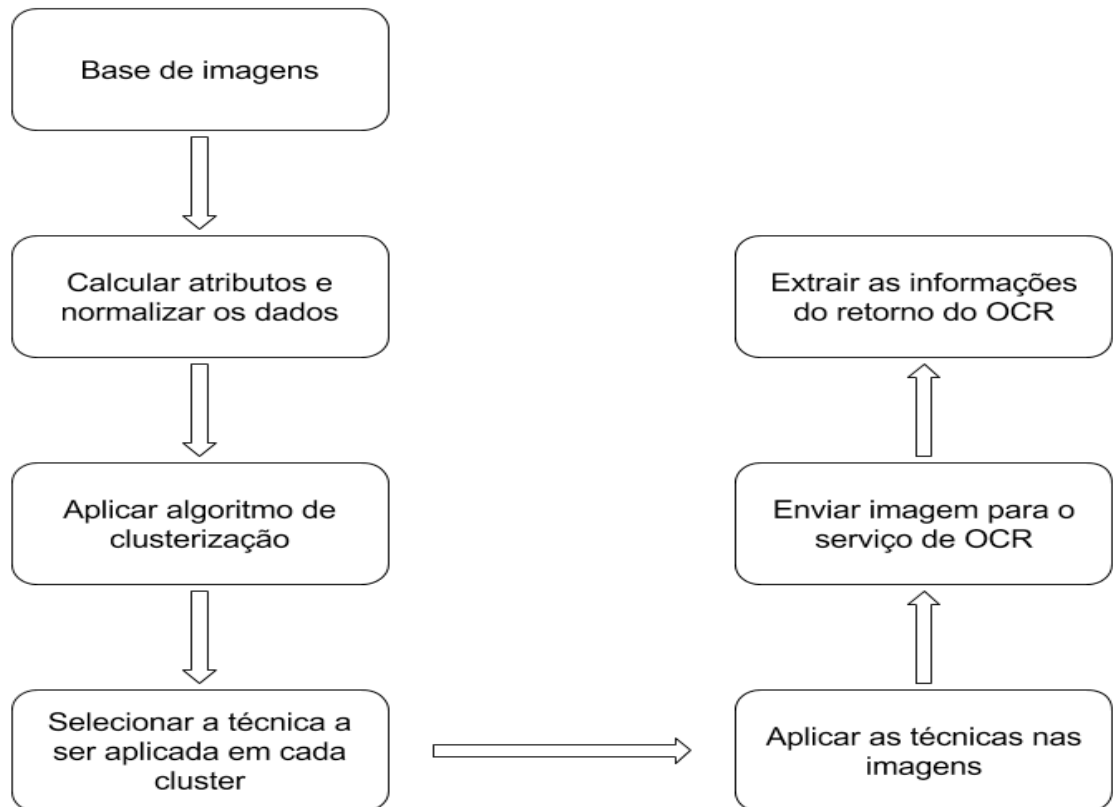 Base de imagens
Calcular atributos e
normalizar os dados
Aplicar algoritmo de
clusterização
Selecionar a técnica a
ser aplicada em cada
cluster
Aplicar as técnicas nas
imagens
Enviar imagem para o
serviço de OCR
Extrair as informações
do retorno do OCR